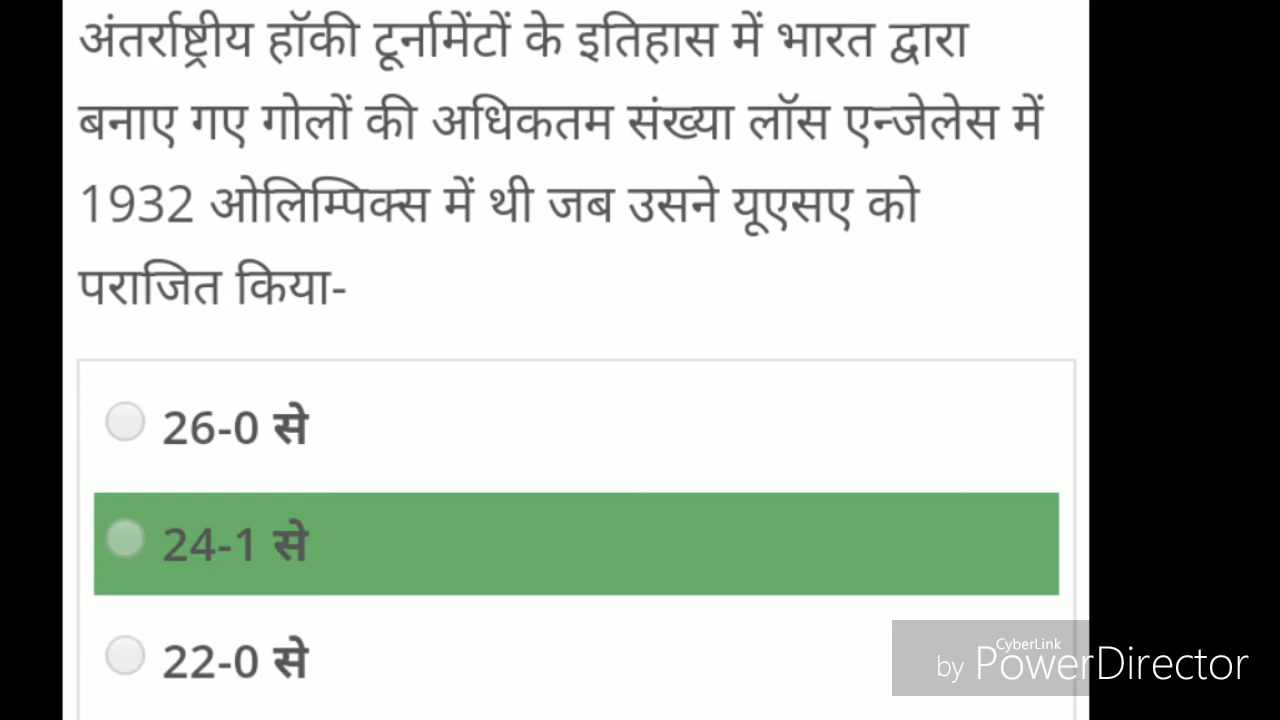 अंतर्राष्ट्रीय हॉकी टूर्नामेंटों के इतिहास में भारत द्वारा
बनाए गए गोलों की अधिकतम संख्या लॉस एन्जेलेस में
1932 ओलिम्पिक्स में थी जब उसने यूएसए को
पराजित किया-
26-0 से
24-1 से
22-0 से
CyberLink
by PowerDirector